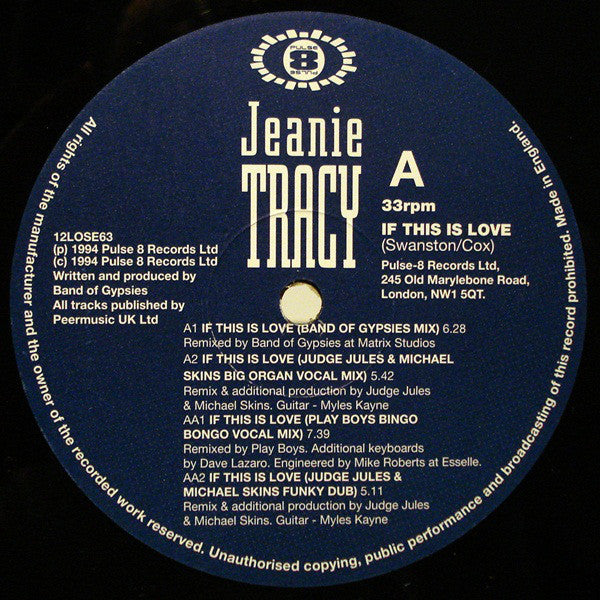 PULSE
8
PULSE
Jeanie
TRACY
A
33rpm
IF THIS IS LOVE
(Swanston/Cox)
Pulse-8 Records Ltd,
245 Old Marylebone Road,
London, NW1 5QT.
12LOSE63
(p) 1994 Pulse 8 Records Ltd
(c) 1994 Pulse 8 Records Ltd
Written and produced by
Band of Gypsies
All tracks published by
Peermusic UK Ltd
A1 IF THIS IS LOVE (BAND OF GYPSIES MIX) 6.28
Remixed by Band of Gypsies at Matrix Studios
A2 IF THIS IS LOVE (JUDGE JULES & MICHAEL
SKINS BIG ORGAN VOCAL MIX) 5.42
Remix & additional production by Judge Jules
& Michael Skins. Guitar - Myles Kayne
AA1 IF THIS IS LOVE (PLAY BOYS BINGO
BONGO VOCAL MIX) 7.39
Remixed by Play Boys. Additional keyboards
by Dave Lazaro. Engineered by Mike Roberts at Esselle.
AA2 IF THIS IS LOVE (JUDGE JULES &
MICHAEL SKINS FUNKY DUB) 5.11
Remix & additional production by Judge Jules
& Michael Skins. Guitar - Myles Kayne
All rights of the manufacturer and the owner of the recorded work reserved. Unauthorised copying, public performance and broadcasting of this record prohibited. Made in England.